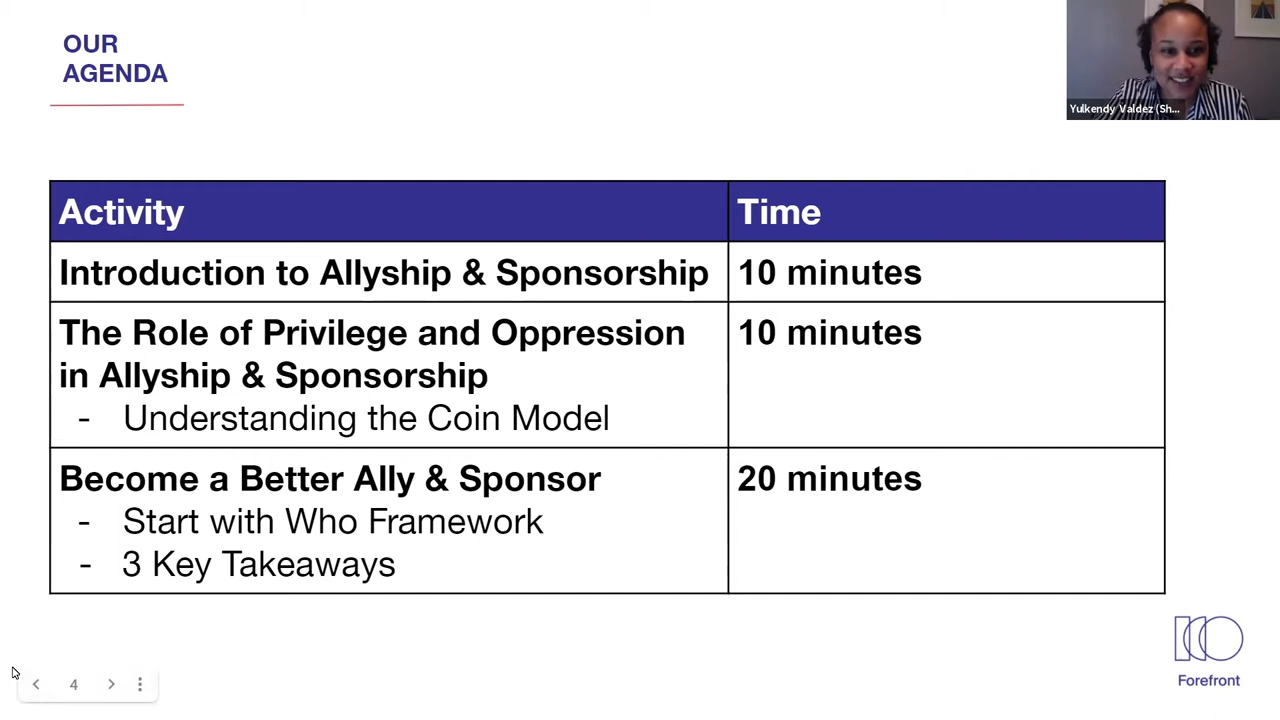 OUR
AGENDA
Yulkendy Valdez (Sh...
Activity Time
Introduction to Allyship & Sponsorship 10 minutes
The Role of Privilege and Oppression 10 minutes
in Allyship & Sponsorship
- Understanding the Coin Model
Become a Better Ally & Sponsor 20 minutes
- Start with Who Framework
- 3 Key Takeaways
Forefront
4